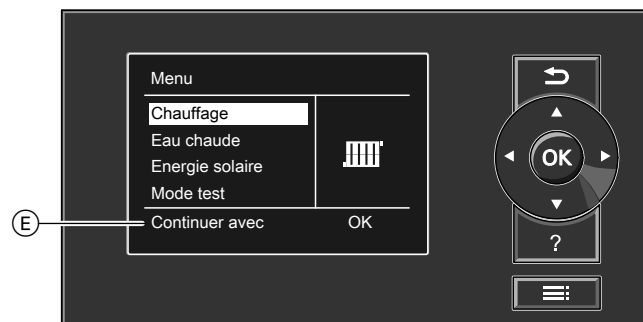 Menu
Chauffage
Eau chaude
Energie solaire
Mode test
Continuer avec OK
E
OK
?